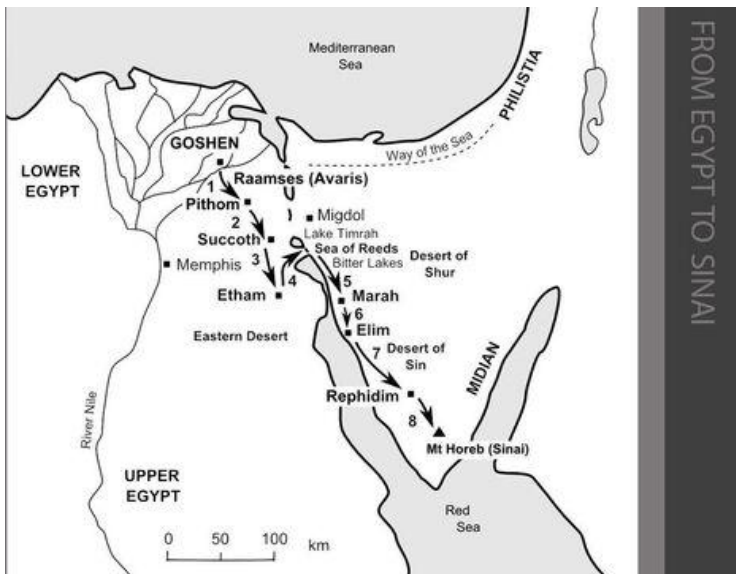 Mediterranean
Sea
PHILISTIA
Way of the Sea
GOSHEN
LOWER
EGYPT
Raamses (Avaris)
1
Pithom
2
Migdol
Lake Timrah
Succoth
Sea of Reeds
Bitter Lakes
Desert of
Shur
3
Memphis
4
5
Etham
Marah
6
Elim
Eastern Desert
7
Desert of
Sin
MIDIAN
Rephidim
8
Mt Horeb (Sinai)
River Nile
UPPER
EGYPT
Red
Sea
0 50 100
km
FROM EGYPT TO SINAI